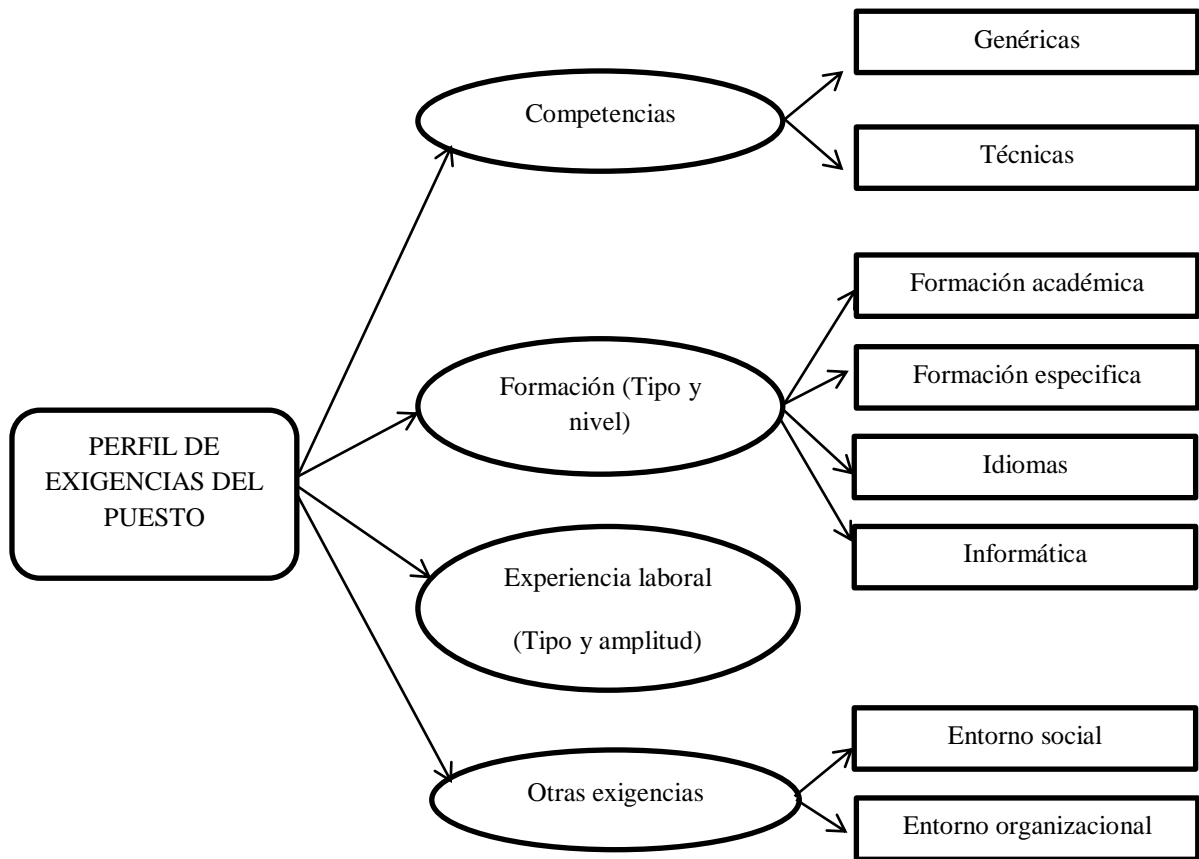 PERFIL DE
EXIGENCIAS DEL
PUESTO
Competencias
Genéricas
Técnicas
Formación (Tipo y
nivel)
Formación académica
Formación especifica
Idiomas
Informática
Experiencia laboral
(Tipo y amplitud)
Otras exigencias
Entorno social
Entorno organizacional